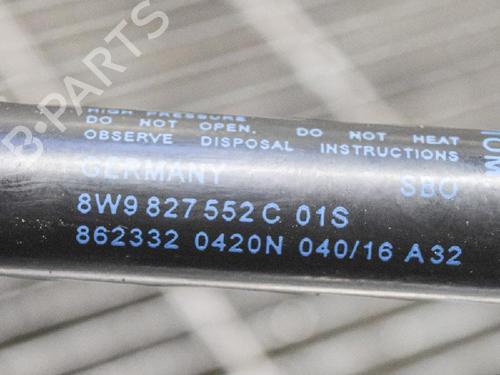 B-PARTS
HIGH PRESSURE
DO NOT OPEN. DO NOT HEAT
OBSERVE DISPOSAL INSTRUCTIONS
GERMANY SBO
8W9 827 552 C 01S
862332 0420N 040/16 A32